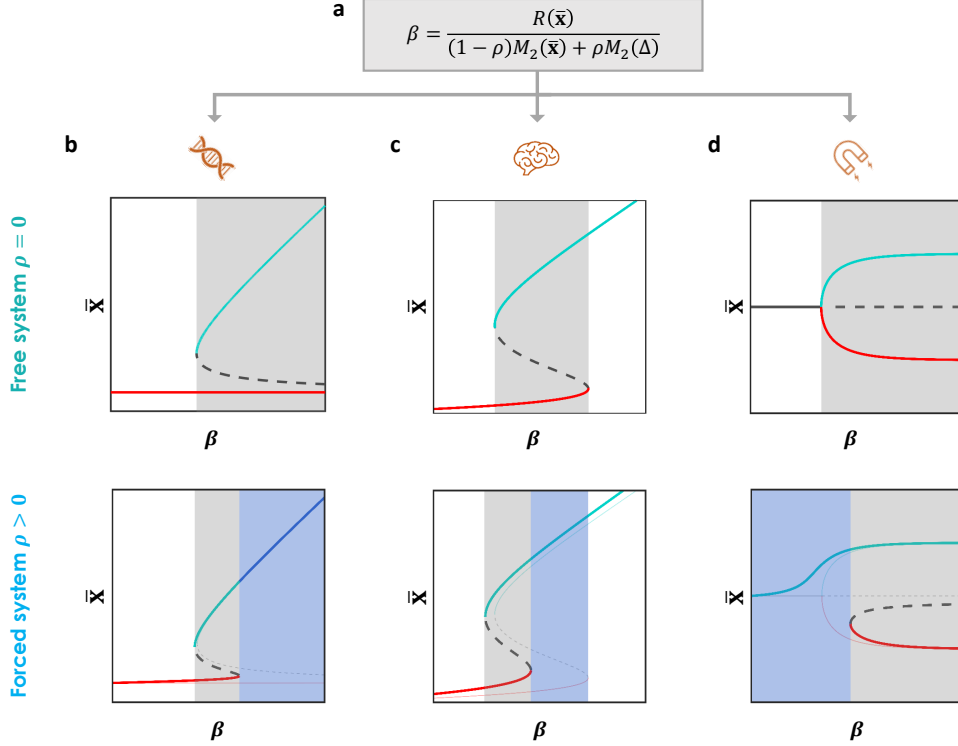 a
β = R(x̄) / ((1 − ρ)M₂(x̄) + ρM₂(Δ))
b
c
d
Free system ρ = 0
x̄
x̄
x̄
β
β
β
Forced system ρ > 0
x̄
x̄
x̄
β
β
β